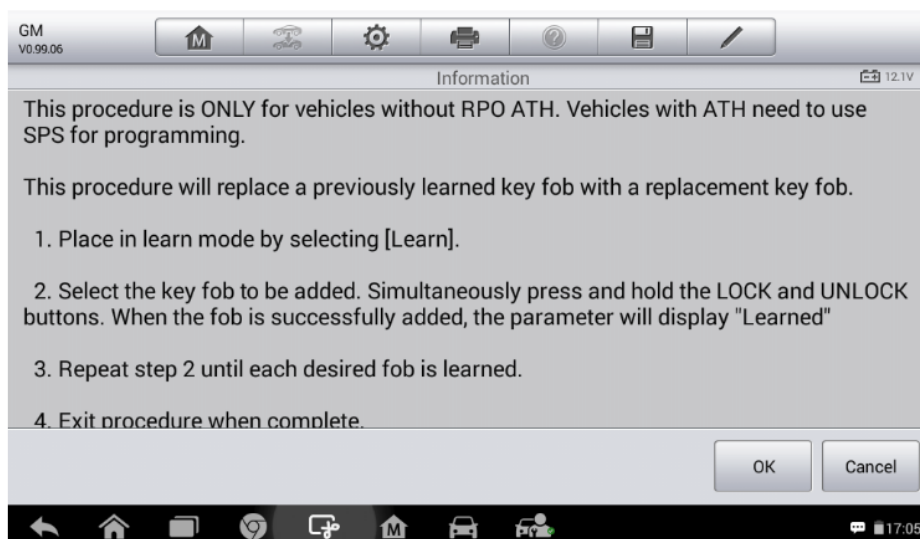 GM
V0.99.06
Information
12.1V
This procedure is ONLY for vehicles without RPO ATH. Vehicles with ATH need to use
SPS for programming.
This procedure will replace a previously learned key fob with a replacement key fob.
1. Place in learn mode by selecting [Learn].
2. Select the key fob to be added. Simultaneously press and hold the LOCK and UNLOCK
buttons. When the fob is successfully added, the parameter will display "Learned"
3. Repeat step 2 until each desired fob is learned.
4. Exit procedure when complete.
OK
Cancel
17:05